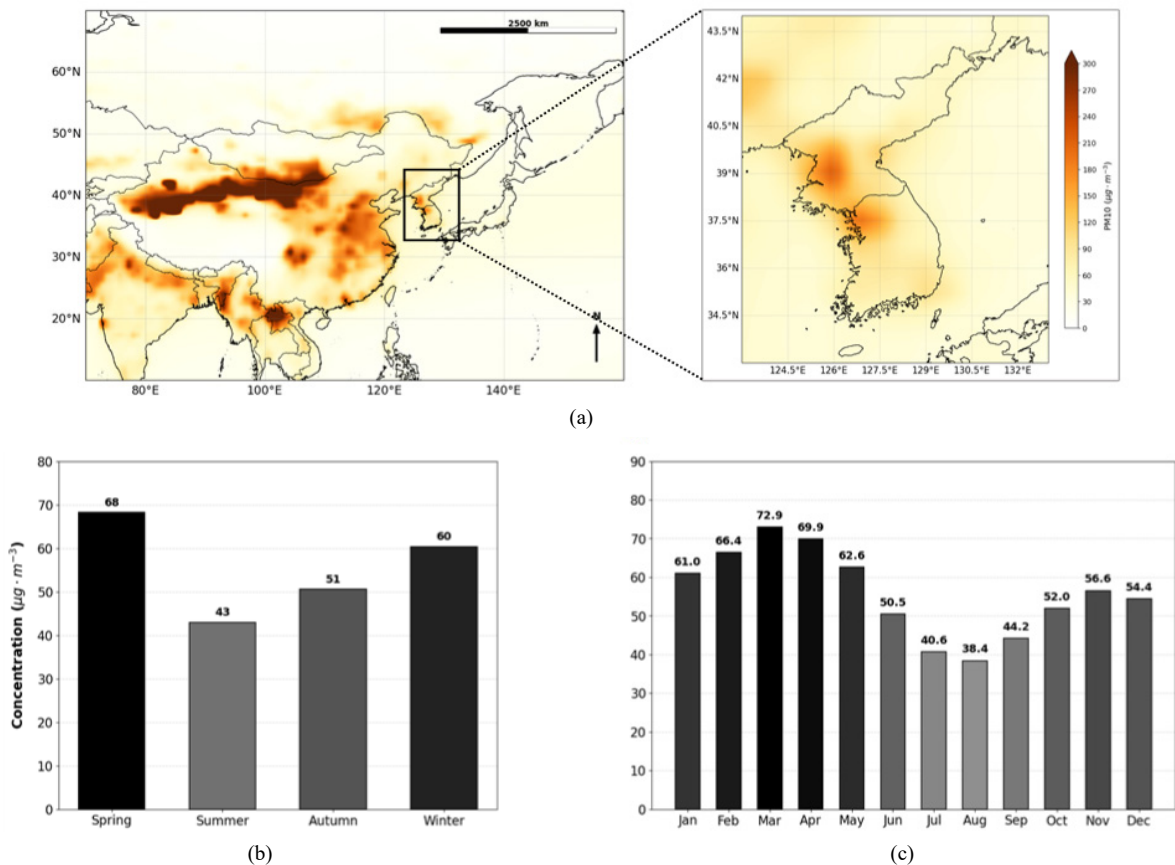 2500 km
60°N
50°N
40°N
30°N
20°N
80°E
100°E
120°E
140°E
N
43.5°N
42°N
40.5°N
39°N
37.5°N
36°N
34.5°N
124.5°E
126°E
127.5°E
129°E
130.5°E
132°E
300
270
240
210
180
150
120
90
60
30
0
PM10 (μg · m⁻³)
(a)
Concentration (μg · m⁻³)
80
70
60
50
40
30
20
10
0
68
43
51
60
Spring
Summer
Autumn
Winter
(b)
90
80
70
60
50
40
30
20
10
0
61.0
66.4
72.9
69.9
62.6
50.5
40.6
38.4
44.2
52.0
56.6
54.4
Jan
Feb
Mar
Apr
May
Jun
Jul
Aug
Sep
Oct
Nov
Dec
(c)